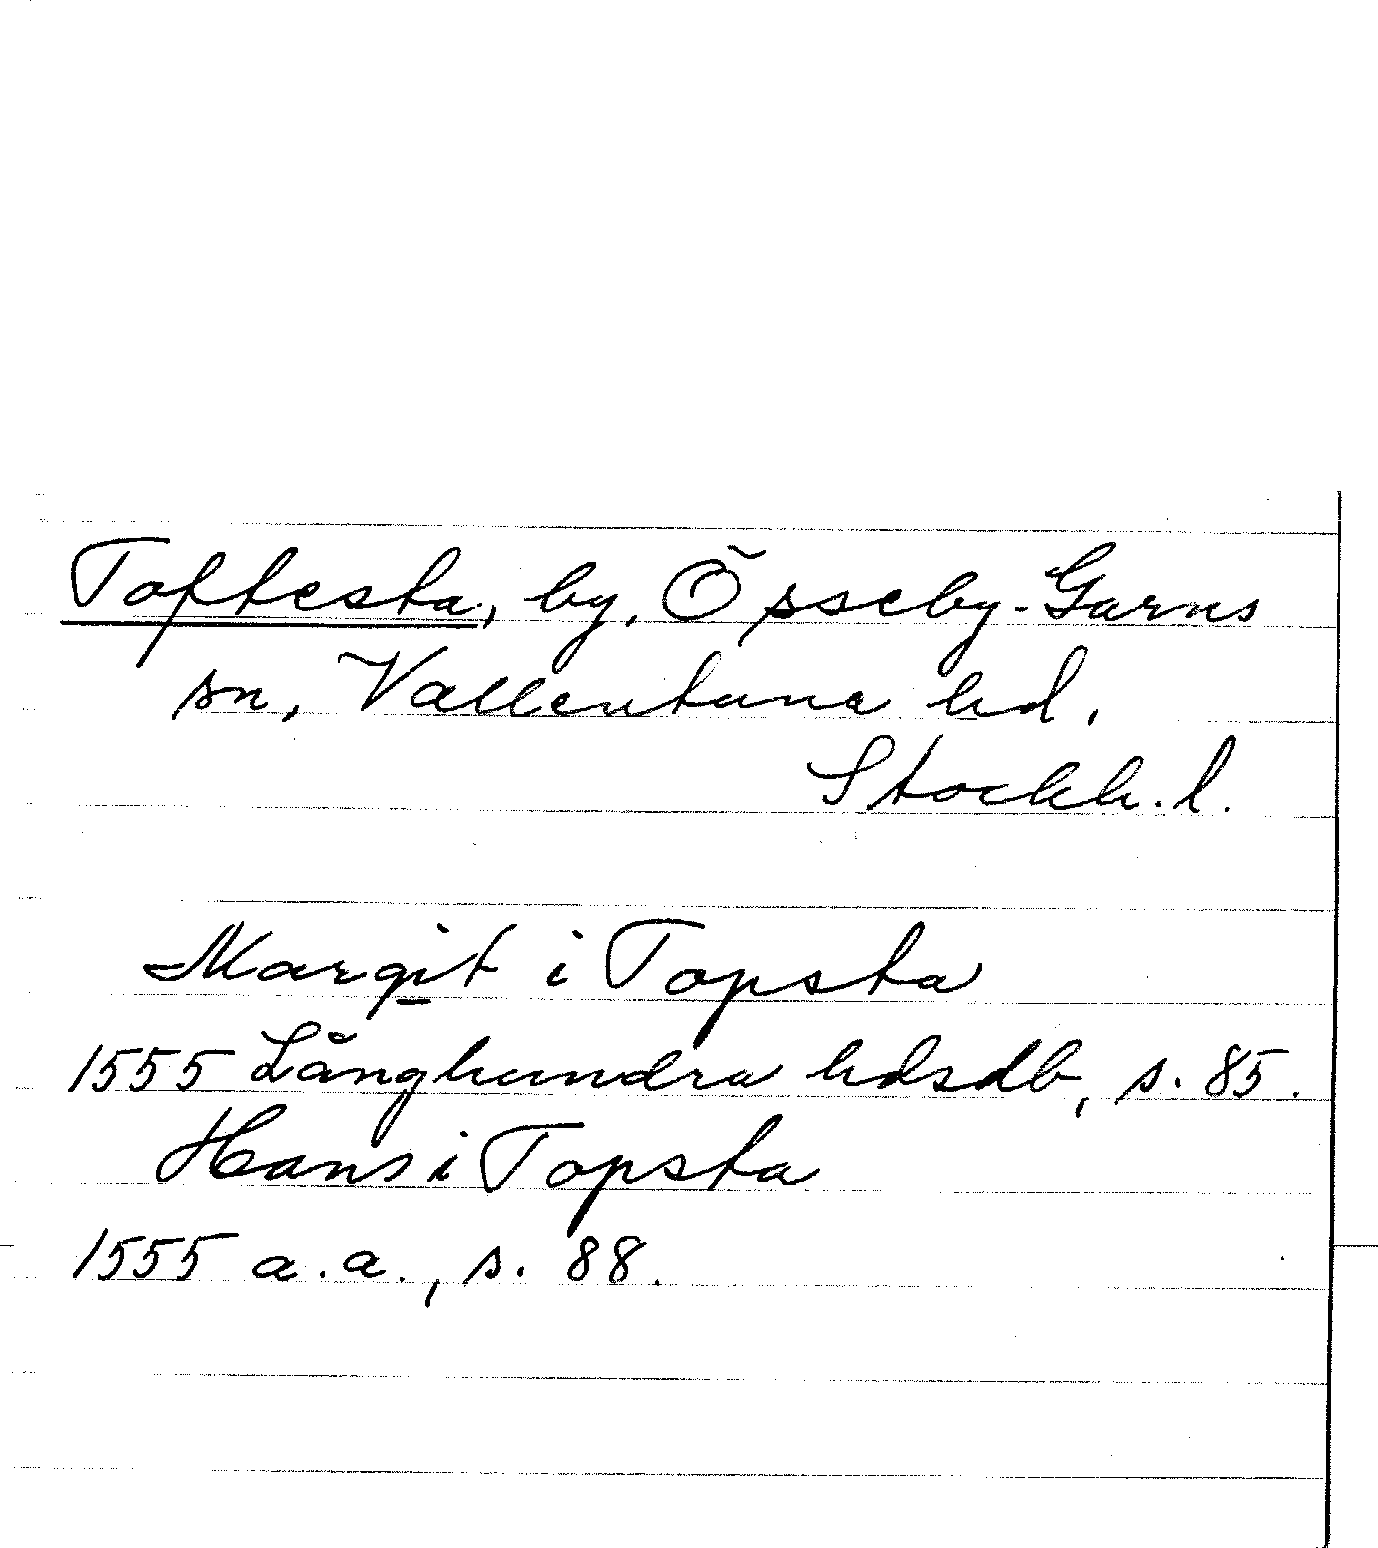 Toftesta, by, Össeby-Garns
sn, Vallentuna hd,
Stockh. l.
Margit i Topsta
1555 Långhundra hdsdb, s. 85.
Hans i Topsta
1555 a.a., s. 88.